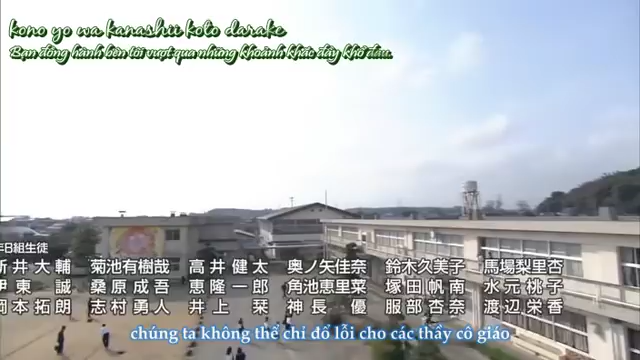 kono yo wa kanashii koto darake
Bạn đồng hành bên tôi vượt qua những khoảnh khắc đầy khổ đau.
年B組生徒
新井大輔 菊池有樹哉 高井健太 奥ノ矢佳奈 鈴木久美子 馬場梨里杏
伊東 誠 桑原成吾 恵隆一郎 角池恵里菜 塚田帆南 水元桃子
岡本拓朗 志村勇人 井上 栞 神長 優 服部杏奈 渡辺栄香
chúng ta không thể chỉ đổ lỗi cho các thầy cô giáo